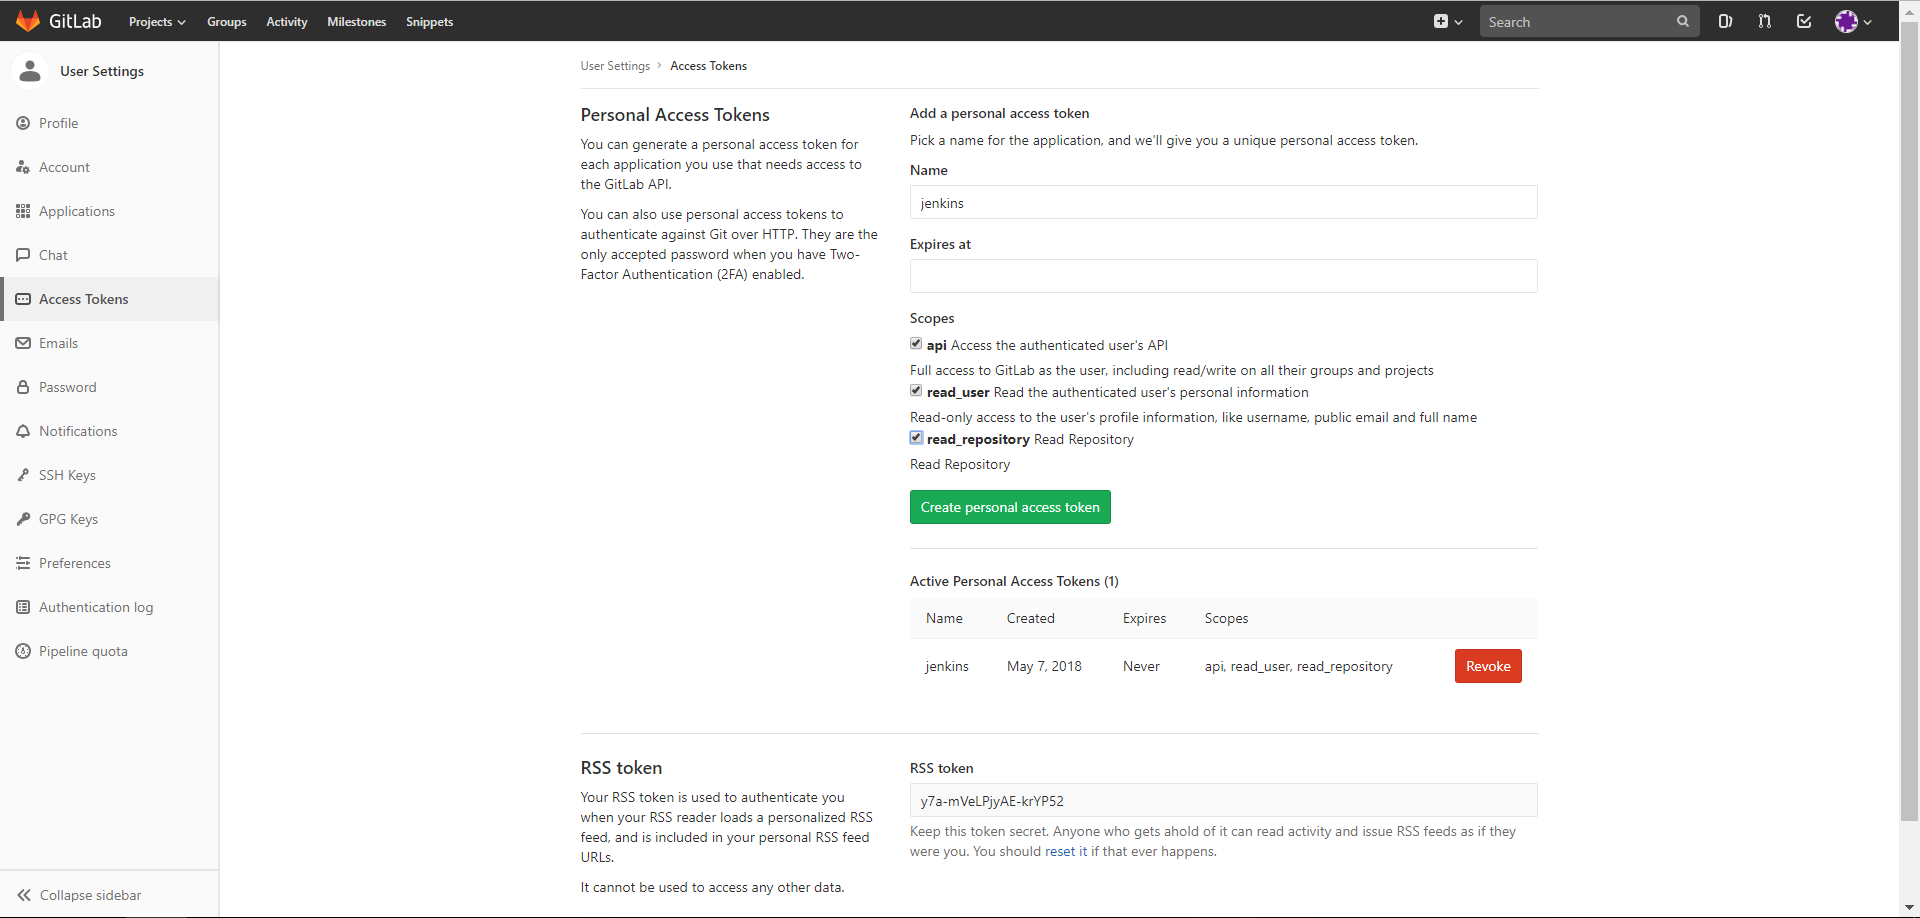 GitLab
Projects Groups Activity Milestones Snippets
Search
User Settings
Profile
Account
Applications
Chat
Access Tokens
Emails
Password
Notifications
SSH Keys
GPG Keys
Preferences
Authentication log
Pipeline quota
Collapse sidebar
User Settings > Access Tokens
Personal Access Tokens
You can generate a personal access token for
each application you use that needs access to
the GitLab API.
You can also use personal access tokens to
authenticate against Git over HTTP. They are the
only accepted password when you have Two-
Factor Authentication (2FA) enabled.
Add a personal access token
Pick a name for the application, and we'll give you a unique personal access token.
Name
jenkins
Expires at
Scopes
api Access the authenticated user's API
Full access to GitLab as the user, including read/write on all their groups and projects
read_user Read the authenticated user's personal information
Read-only access to the user's profile information, like username, public email and full name
read_repository Read Repository
Read Repository
Create personal access token
Active Personal Access Tokens (1)
Name Created Expires Scopes
jenkins May 7, 2018 Never api, read_user, read_repository Revoke
RSS token
Your RSS token is used to authenticate you
when your RSS reader loads a personalized RSS
feed, and is included in your personal RSS feed
URLs.
It cannot be used to access any other data.
RSS token
y7a-mVeLPjyAE-krYP52
Keep this token secret. Anyone who gets ahold of it can read activity and issue RSS feeds as if they
were you. You should reset it if that ever happens.